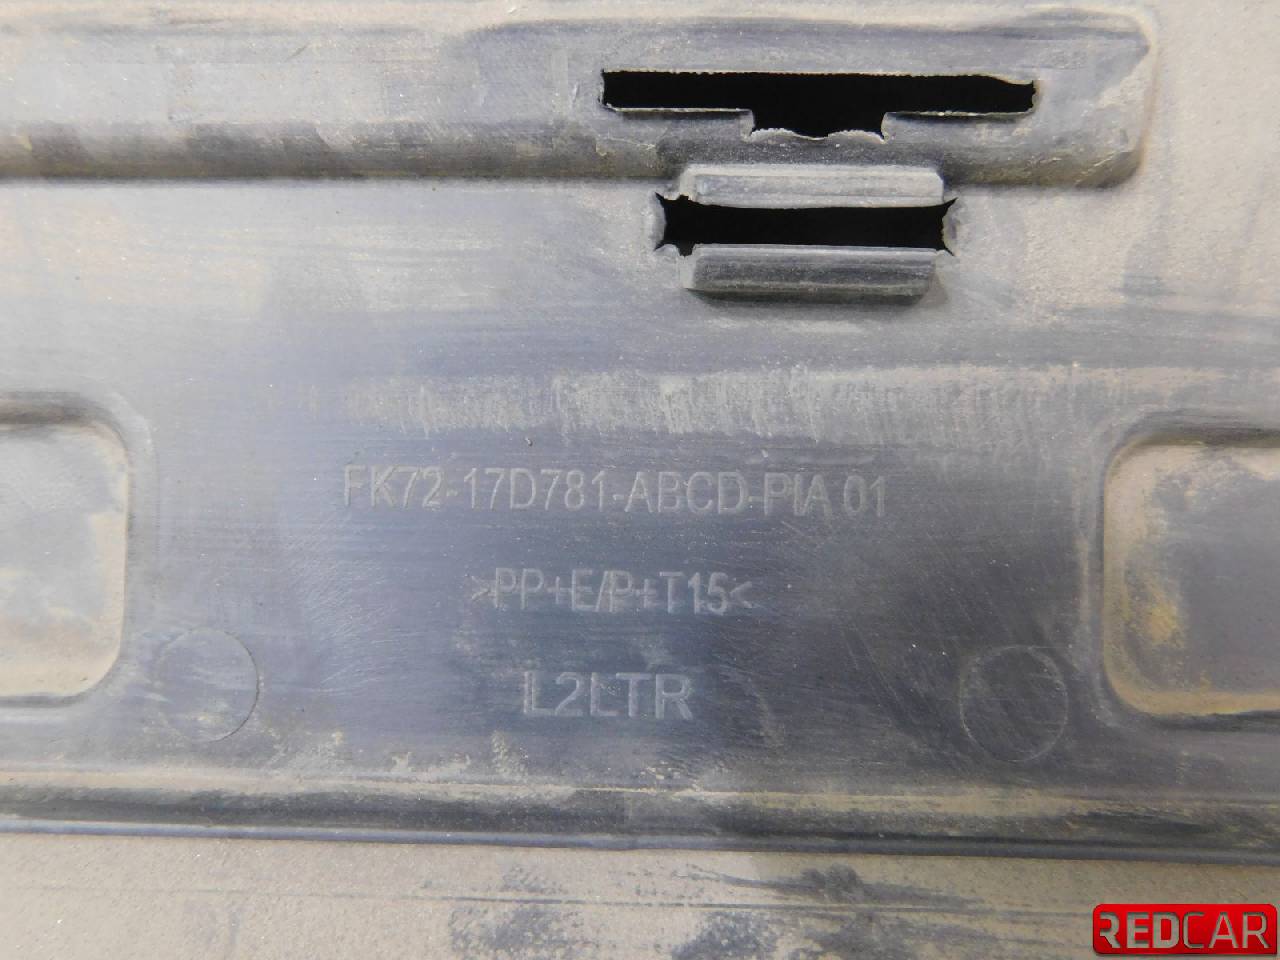 FK72-17D781-ABCD-PIA 01
>PP+E/P+T15<
L2LTR
REDCAR